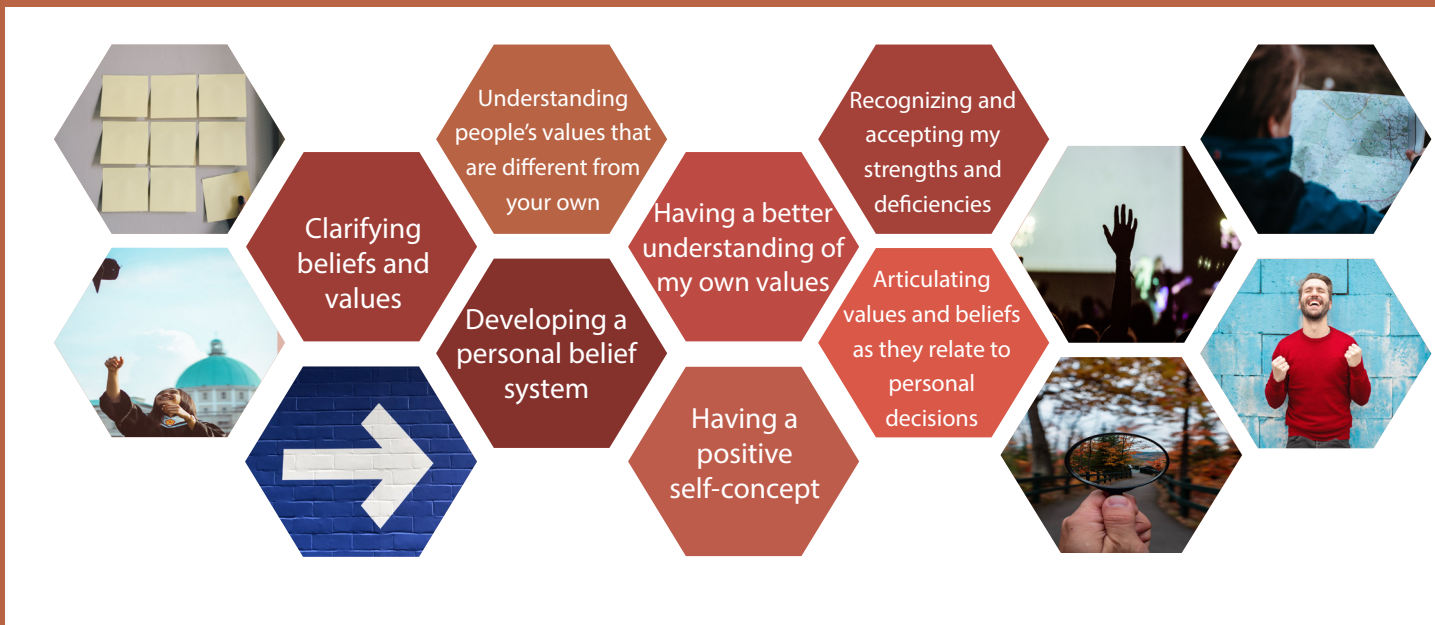 Understanding
people’s values that
are different from
your own
Recognizing and
accepting my
strengths and
deficiencies
Clarifying
beliefs and
values
Having a better
understanding of
my own values
Developing a
personal belief
system
Articulating
values and beliefs
as they relate to
personal
decisions
Having a
positive
self-concept